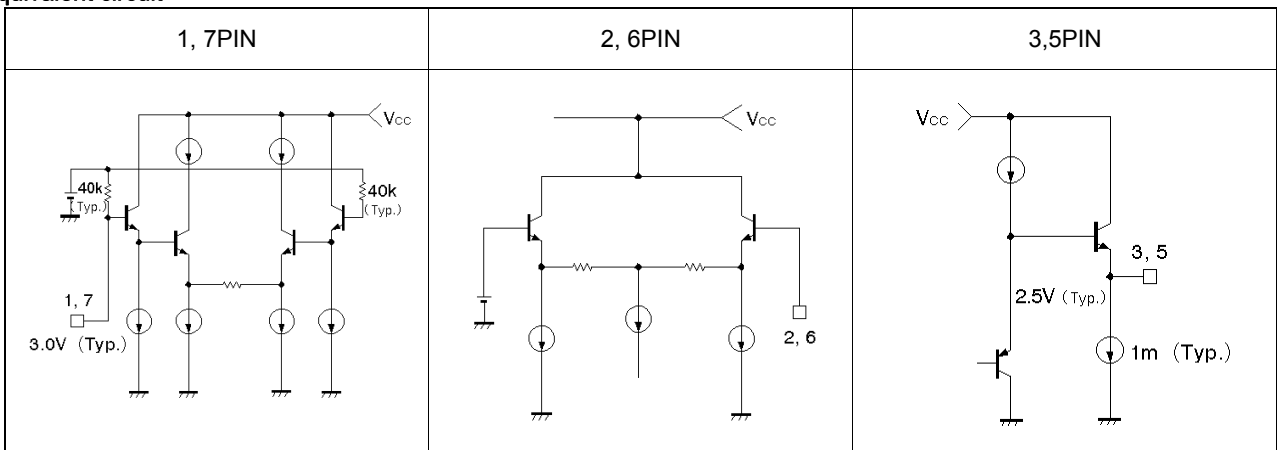 quivalent circuit
1, 7PIN
2, 6PIN
3,5PIN
Vcc
40k
(Typ.)
40k
(Typ.)
1, 7
3.0V (Typ.)
Vcc
2, 6
Vcc
3, 5
2.5V (Typ.)
1m (Typ.)